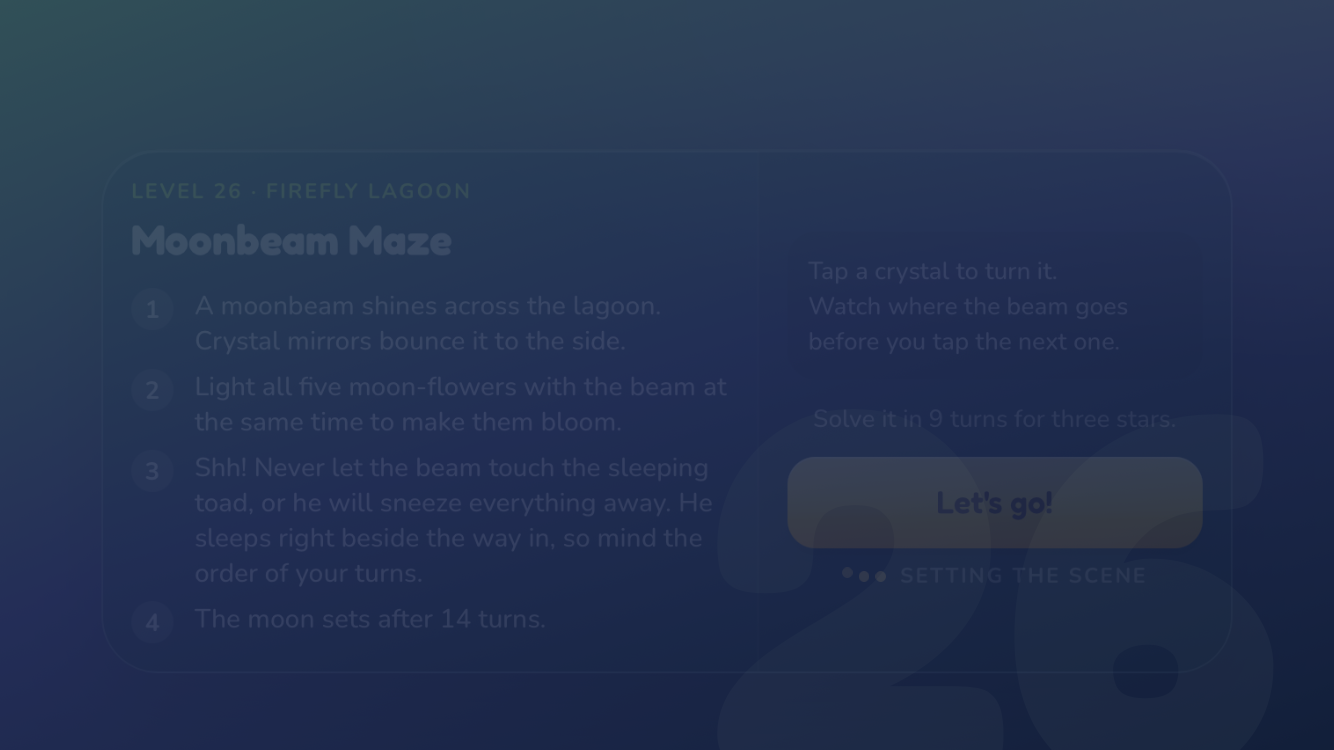 LEVEL 26 · FIREFLY LAGOON
Moonbeam Maze
1 A moonbeam shines across the lagoon.
Crystal mirrors bounce it to the side.
2 Light all five moon-flowers with the beam at
the same time to make them bloom.
3 Shh! Never let the beam touch the sleeping
toad, or he will sneeze everything away. He
sleeps right beside the way in, so mind the
order of your turns.
4 The moon sets after 14 turns.
Tap a crystal to turn it.
Watch where the beam goes
before you tap the next one.
Solve it in 9 turns for three stars.
Let's go!
SETTING THE SCENE
26